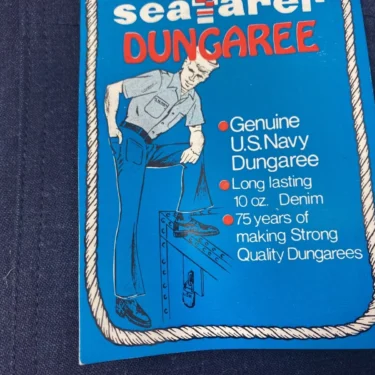 seafarer
DUNGAREE
Genuine
U.S. Navy
Dungaree
Long lasting
10 oz. Denim
75 years of
making Strong
Quality Dungarees